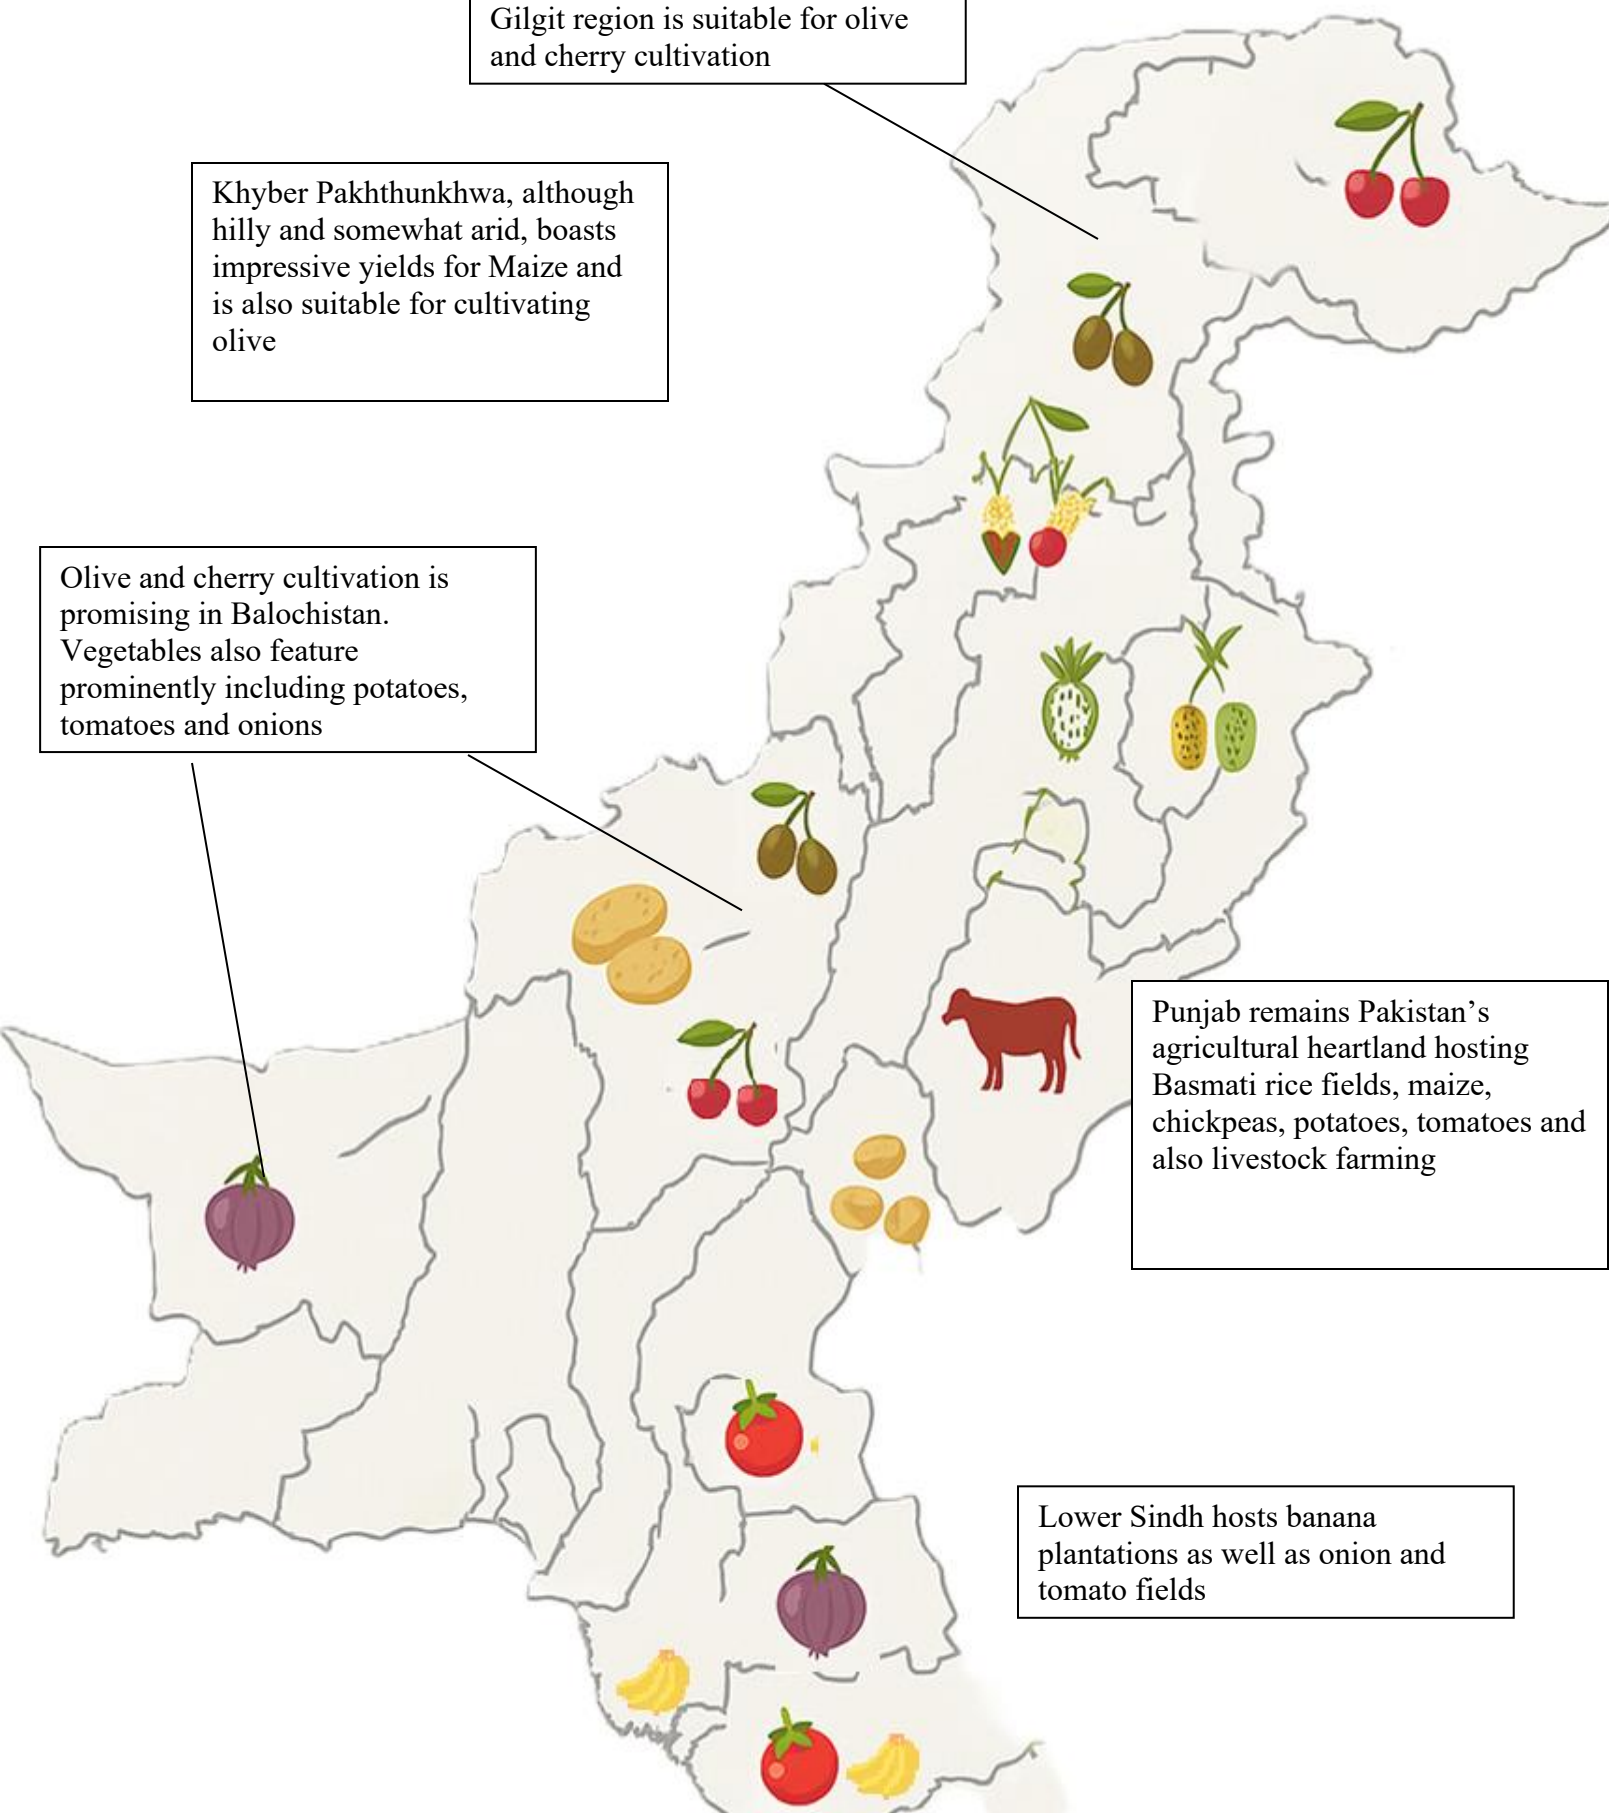 Gilgit region is suitable for olive
and cherry cultivation
Khyber Pakhthunkhwa, although
hilly and somewhat arid, boasts
impressive yields for Maize and
is also suitable for cultivating
olive
Olive and cherry cultivation is
promising in Balochistan.
Vegetables also feature
prominently including potatoes,
tomatoes and onions
Punjab remains Pakistan’s
agricultural heartland hosting
Basmati rice fields, maize,
chickpeas, potatoes, tomatoes and
also livestock farming
Lower Sindh hosts banana
plantations as well as onion and
tomato fields